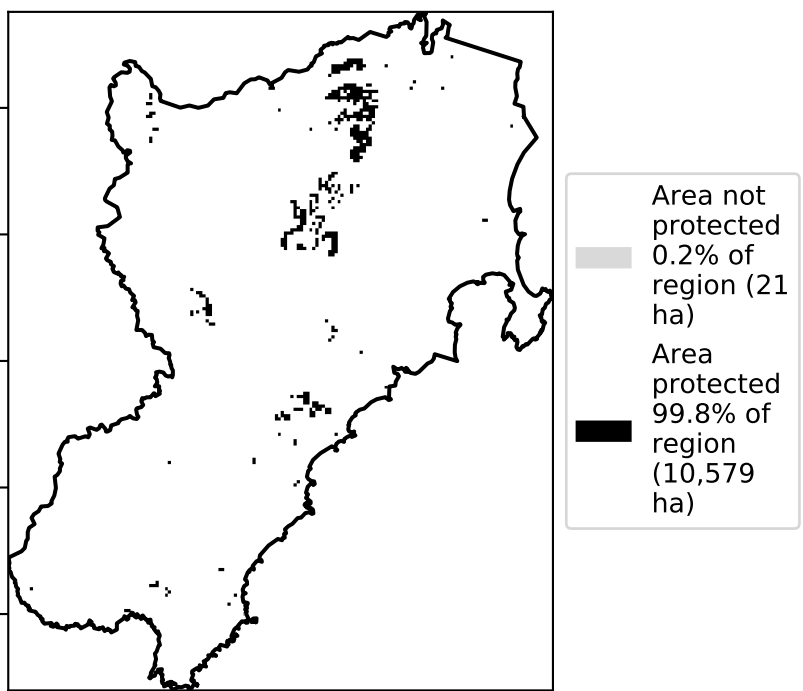 Area not
protected
0.2% of
region (21
ha)
Area
protected
99.8% of
region
(10,579
ha)